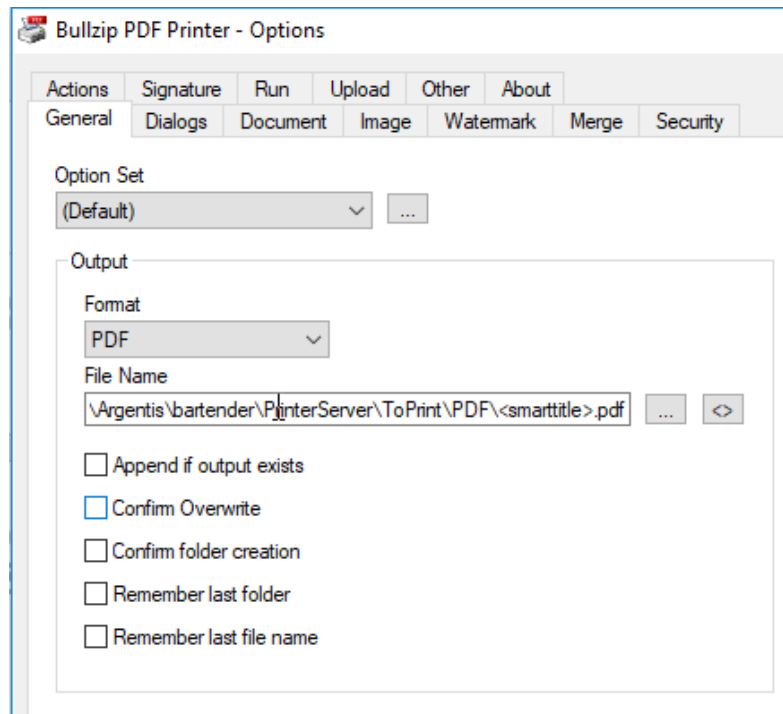 Bullzip PDF Printer - Options
Actions Signature Run Upload Other About
General Dialogs Document Image Watermark Merge Security
Option Set
(Default) ...
Output
Format
PDF
File Name
\Argentis\bartender\PrinterServer\ToPrint\PDF\<smarttitle>.pdf ... <>
Append if output exists
Confirm Overwrite
Confirm folder creation
Remember last folder
Remember last file name